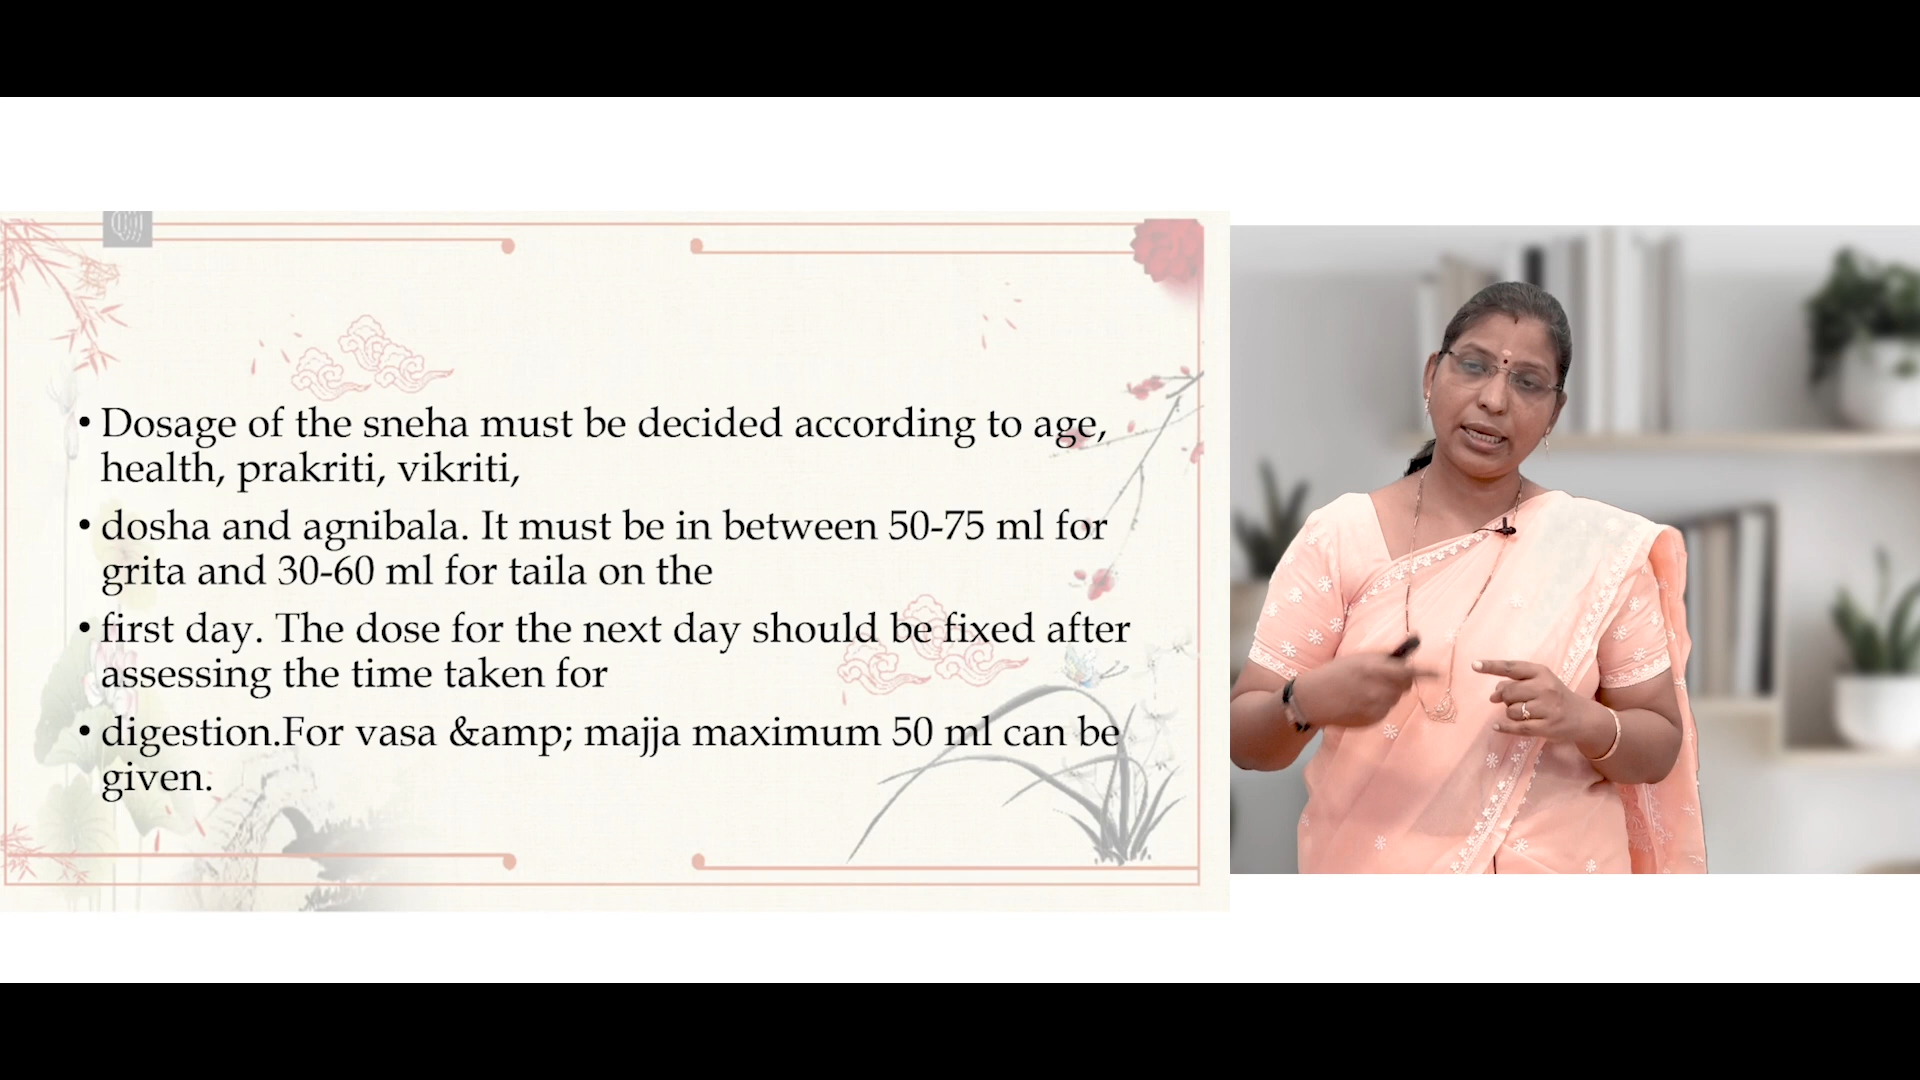 • Dosage of the sneha must be decided according to age,
health, prakriti, vikriti,
• dosha and agnibala. It must be in between 50-75 ml for
grita and 30-60 ml for taila on the
• first day. The dose for the next day should be fixed after
assessing the time taken for
• digestion.For vasa &amp; majja maximum 50 ml can be
given.